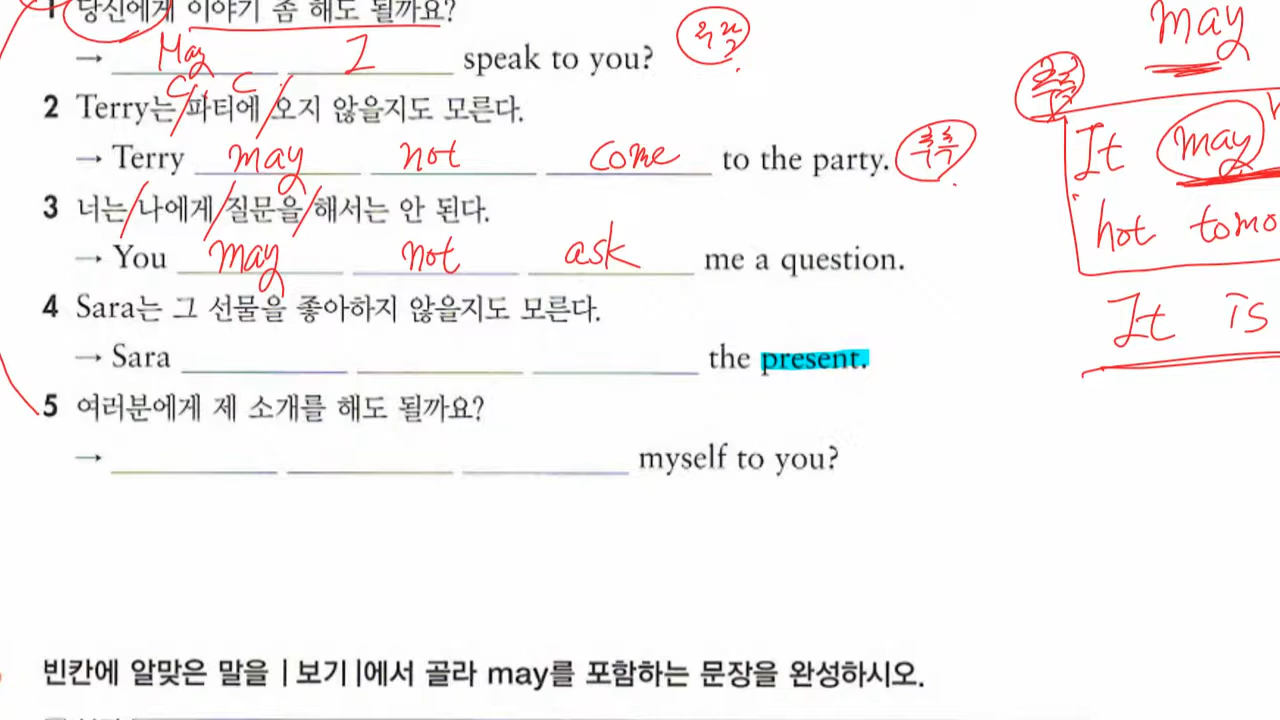 1 당신에게 이야기 좀 해도 될까요?
→ May I speak to you?
2 Terry는 파티에 오지 않을지도 모른다.
→ Terry may not come to the party.
3 너는 나에게 질문을 해서는 안 된다.
→ You may not ask me a question.
4 Sara는 그 선물을 좋아하지 않을지도 모른다.
→ Sara the present.
5 여러분에게 제 소개를 해도 될까요?
→ myself to you?
빈칸에 알맞은 말을 | 보기 |에서 골라 may를 포함하는 문장을 완성하시오.
may
It may
hot tomo
It is